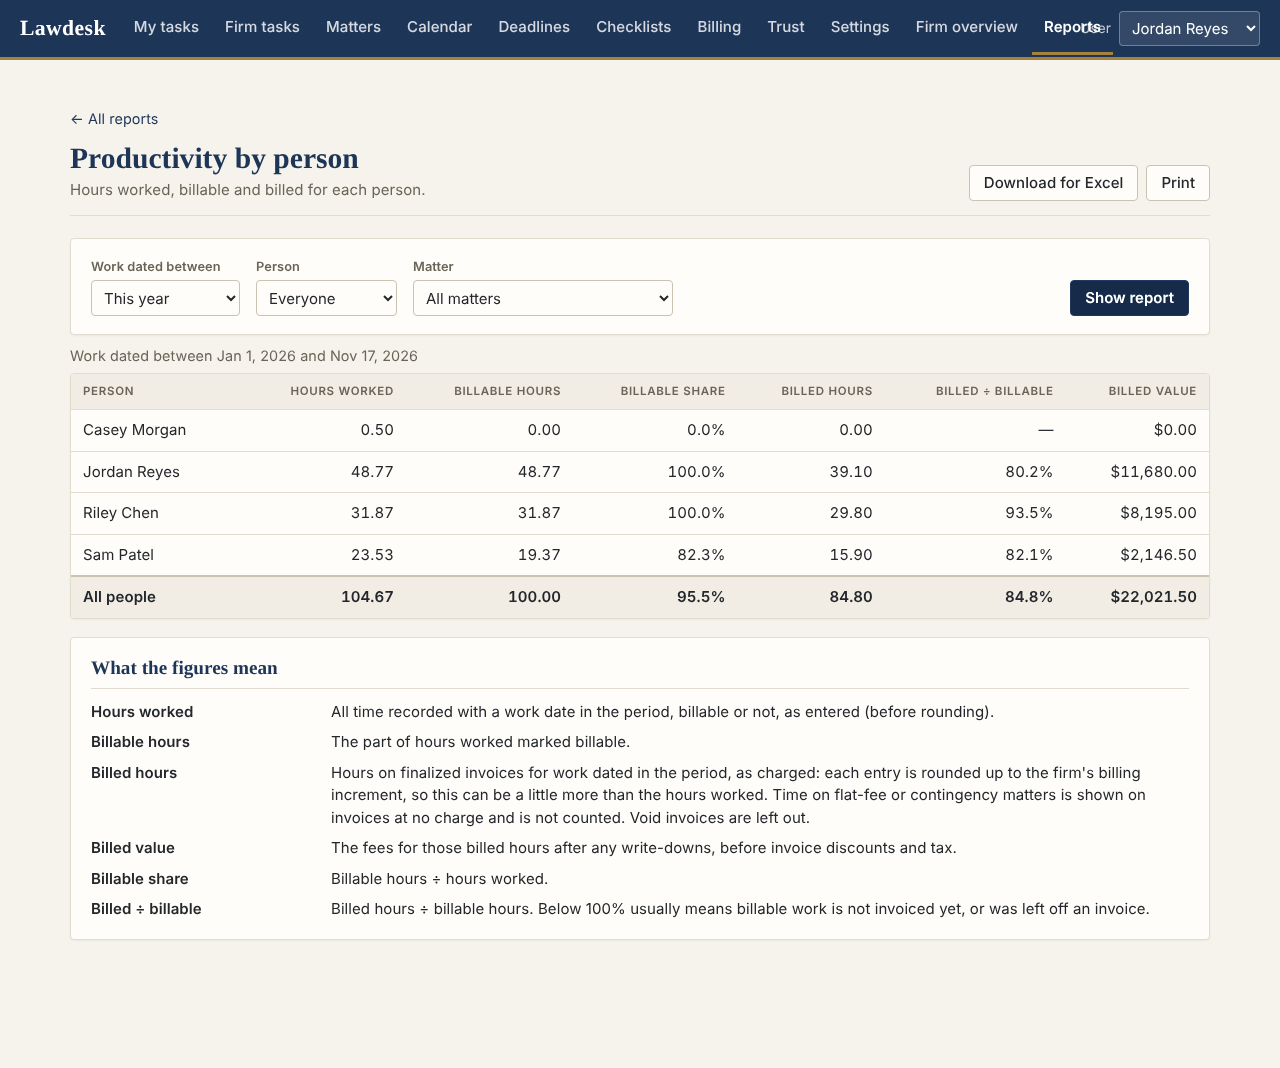 Lawdesk My tasks Firm tasks Matters Calendar Deadlines Checklists Billing Trust Settings Firm overview Reports User Jordan Reyes
← All reports
Productivity by person
Hours worked, billable and billed for each person.
Download for Excel Print
Work dated between Person Matter
This year Everyone All matters Show report
Work dated between Jan 1, 2026 and Nov 17, 2026
PERSON HOURS WORKED BILLABLE HOURS BILLABLE SHARE BILLED HOURS BILLED ÷ BILLABLE BILLED VALUE
Casey Morgan 0.50 0.00 0.0% 0.00 — $0.00
Jordan Reyes 48.77 48.77 100.0% 39.10 80.2% $11,680.00
Riley Chen 31.87 31.87 100.0% 29.80 93.5% $8,195.00
Sam Patel 23.53 19.37 82.3% 15.90 82.1% $2,146.50
All people 104.67 100.00 95.5% 84.80 84.8% $22,021.50
What the figures mean
Hours worked All time recorded with a work date in the period, billable or not, as entered (before rounding).
Billable hours The part of hours worked marked billable.
Billed hours Hours on finalized invoices for work dated in the period, as charged: each entry is rounded up to the firm's billing
increment, so this can be a little more than the hours worked. Time on flat-fee or contingency matters is shown on
invoices at no charge and is not counted. Void invoices are left out.
Billed value The fees for those billed hours after any write-downs, before invoice discounts and tax.
Billable share Billable hours ÷ hours worked.
Billed ÷ billable Billed hours ÷ billable hours. Below 100% usually means billable work is not invoiced yet, or was left off an invoice.